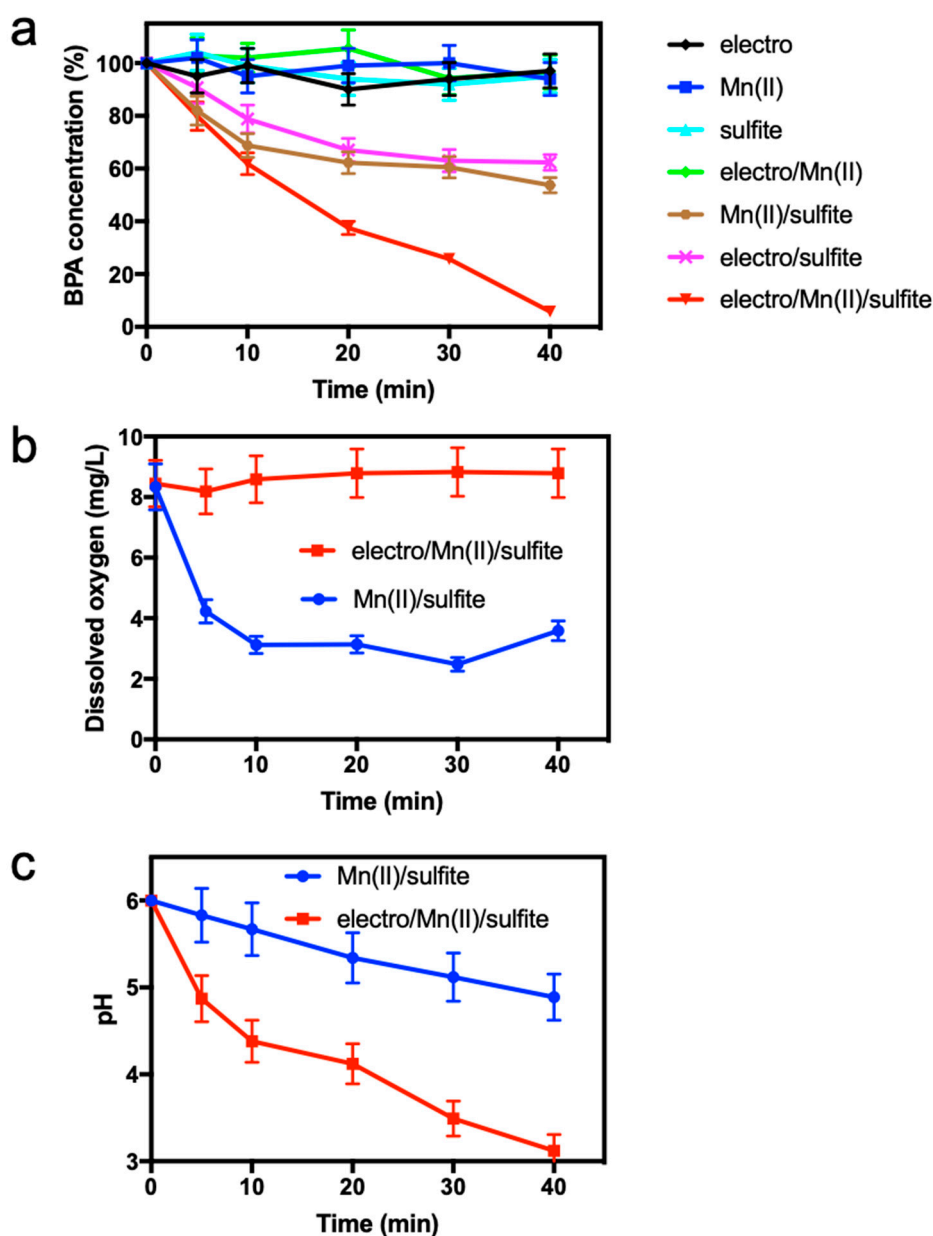 a
BPA concentration (%)
100
80
60
40
20
0
0 10 20 30 40
Time (min)
electro
Mn(II)
sulfite
electro/Mn(II)
Mn(II)/sulfite
electro/sulfite
electro/Mn(II)/sulfite
b
Dissolved oxygen (mg/L)
10
8
6
4
2
0
electro/Mn(II)/sulfite
Mn(II)/sulfite
0 10 20 30 40
Time (min)
c
pH
6
5
4
3
Mn(II)/sulfite
electro/Mn(II)/sulfite
0 10 20 30 40
Time (min)